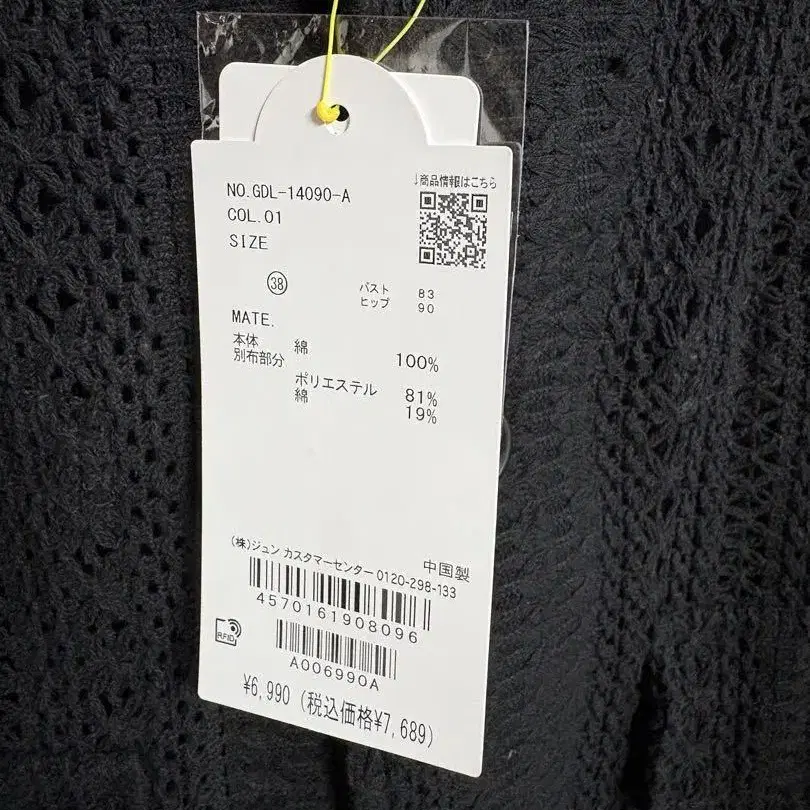 NO.GDL-14090-A
↓商品情報はこちら
COL.01
SIZE
38
バスト 83
ヒップ 90
MATE.
本体 綿 100%
別布部分
ポリエステル 81%
綿 19%
(株)ジュン カスタマーセンター 0120-298-133
中国製
4570161908096
RFID
A006990A
¥6,990 (税込価格¥7,689)